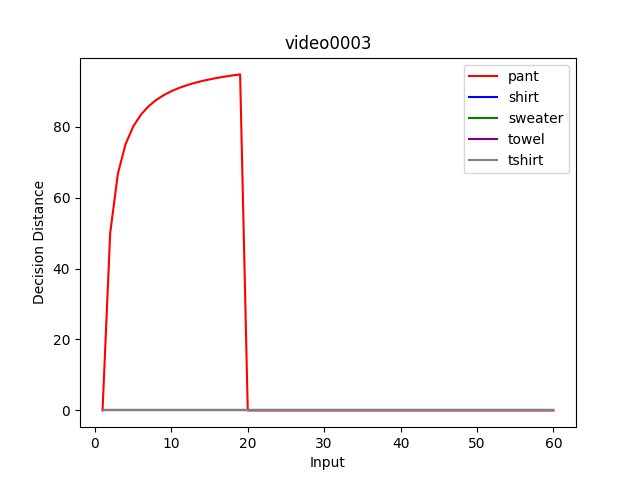 video0003
pant
shirt
sweater
towel
tshirt
80
60
40
20
0
Decision Distance
0 10 20 30 40 50 60
Input